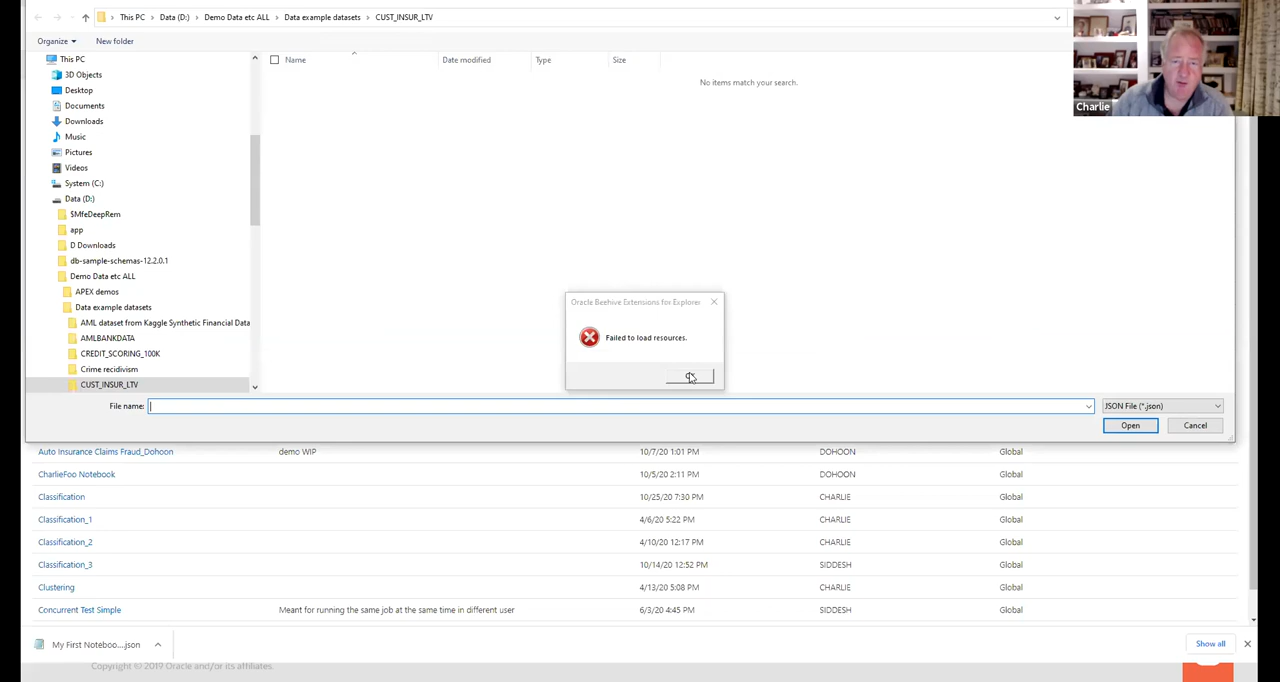 This PC > Data (D:) > Demo Data etc ALL > Data example datasets > CUST_INSUR_LTV
Organize New folder
Name Date modified Type Size
No items match your search.
This PC
3D Objects
Desktop
Documents
Downloads
Music
Pictures
Videos
System (C:)
Data (D:)
$MfeDeepRem
app
D Downloads
db-sample-schemas-12.2.0.1
Demo Data etc ALL
APEX demos
Data example datasets
AML dataset from Kaggle Synthetic Financial Data
AMLBANKDATA
CREDIT_SCORING_100K
Crime recidivism
CUST_INSUR_LTV
Charlie
Oracle Beehive Extensions for Explorer
Failed to load resources.
File name: JSON File (*.json)
Open Cancel
Auto Insurance Claims Fraud_Dohoon demo WIP 10/7/20 1:01 PM DOHOON Global
CharlieFoo Notebook 10/5/20 2:11 PM DOHOON Global
Classification 10/25/20 7:30 PM CHARLIE Global
Classification_1 4/6/20 5:22 PM CHARLIE Global
Classification_2 4/10/20 12:17 PM CHARLIE Global
Classification_3 10/14/20 12:52 PM SIDDESH Global
Clustering 4/13/20 5:08 PM CHARLIE Global
Concurrent Test Simple Meant for running the same job at the same time in different user 6/3/20 4:45 PM SIDDESH Global
My First Noteboo....json Show all
Copyright © 2019 Oracle and/or its affiliates.